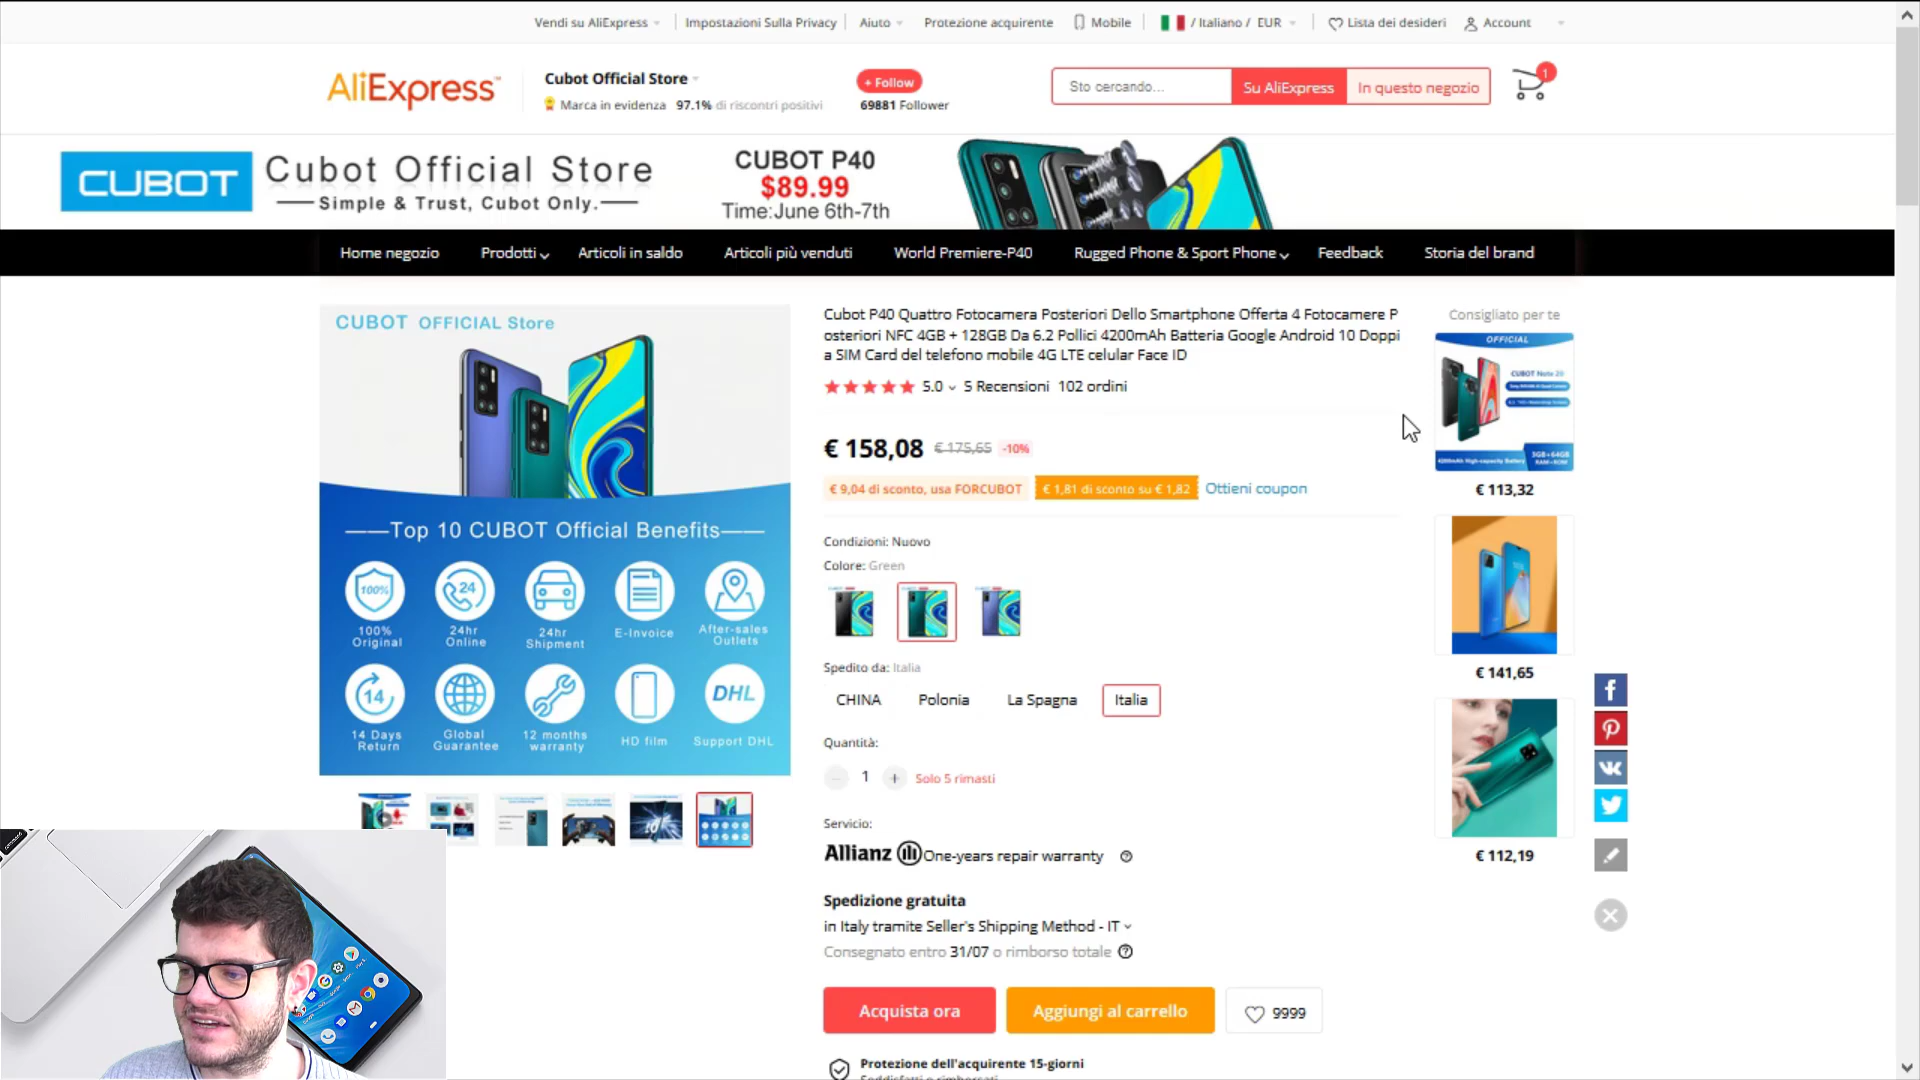 Vendi su AliExpress
Impostazioni Sulla Privacy
Aiuto
Protezione acquirente
Mobile
/ Italiano / EUR
Lista dei desideri
Account
AliExpress
Cubot Official Store
Marca in evidenza 97.1% di riscontri positivi
+ Follow
69881 Follower
Sto cercando...
Su AliExpress
In questo negozio
1
CUBOT
Cubot Official Store
Simple & Trust, Cubot Only.
CUBOT P40
$89.99
Time:June 6th-7th
Home negozio
Prodotti
Articoli in saldo
Articoli più venduti
World Premiere-P40
Rugged Phone & Sport Phone
Feedback
Storia del brand
CUBOT OFFICIAL Store
Top 10 CUBOT Official Benefits
100%
100%
Original
24
24hr
Online
24hr
Shipment
E-Invoice
After-sales
Outlets
14
14 Days
Return
Global
Guarantee
12 months
warranty
HD film
DHL
Support DHL
Cubot P40 Quattro Fotocamera Posteriori Dello Smartphone Offerta 4 Fotocamere P
osteriori NFC 4GB + 128GB Da 6.2 Pollici 4200mAh Batteria Google Android 10 Doppi
a SIM Card del telefono mobile 4G LTE celular Face ID
5.0
5 Recensioni
102 ordini
€ 158,08
€ 175,65
-10%
€ 9,04 di sconto, usa FORCUBOT
€ 1,81 di sconto su € 1,82
Ottieni coupon
Condizioni: Nuovo
Colore: Green
Spedito da: Italia
CHINA
Polonia
La Spagna
Italia
Quantità:
1
+
Solo 5 rimasti
Servizio:
Allianz One-years repair warranty
Spedizione gratuita
in Italy tramite Seller's Shipping Method - IT
Consegnato entro 31/07 o rimborso totale
Acquista ora
Aggiungi al carrello
9999
Protezione dell'acquirente 15-giorni
Consigliato per te
OFFICIAL
CUBOT Note 20
3GB+64GB
€ 113,32
€ 141,65
€ 112,19